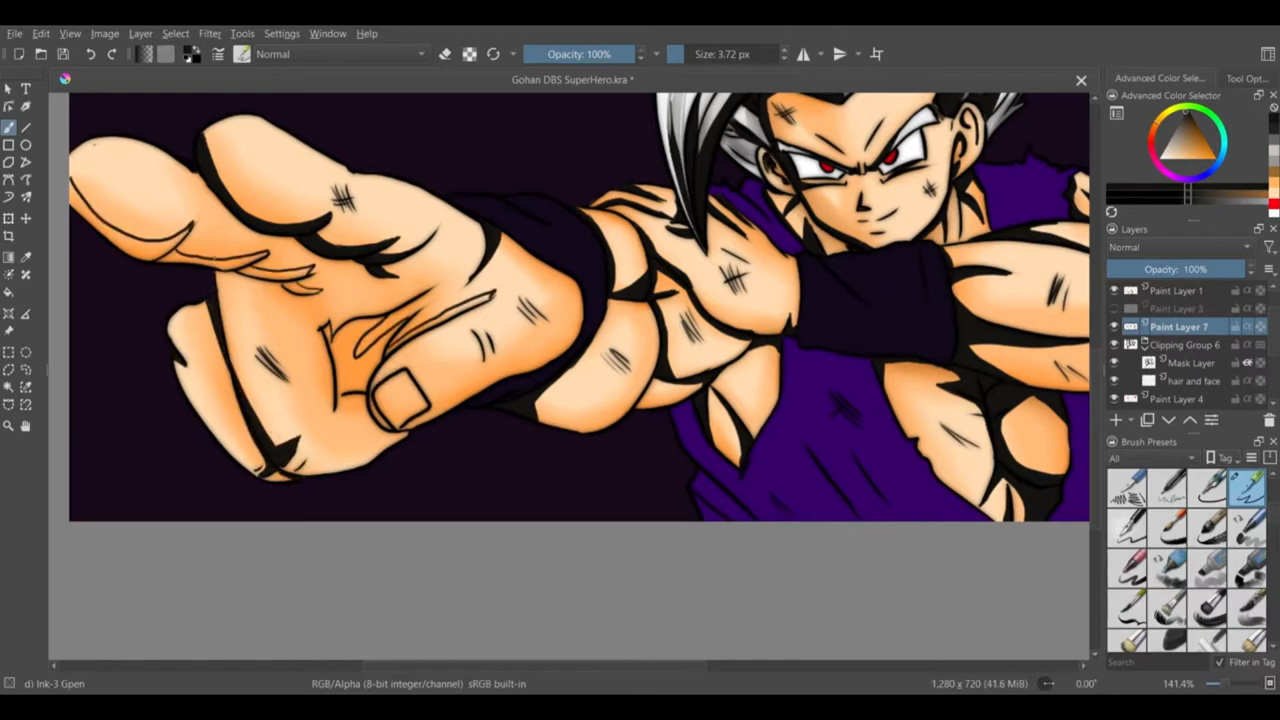 File Edit View Image Layer Select Filter Tools Settings Window Help
Normal Opacity: 100% Size: 3.72 px
Gohan DBS SuperHero.kra *
Advanced Color Sele... Tool Opt...
Advanced Color Selector
Layers
Normal
Opacity: 100%
Paint Layer 1
Paint Layer 3
Paint Layer 7
Clipping Group 6
Mask Layer
hair and face
Paint Layer 4
Brush Presets
All Tag
Search Filter in Tag
d) Ink-3 Gpen RGB/Alpha (8-bit integer/channel) sRGB built-in 1,280 x 720 (41.6 MiB) 0.00° 141.4%